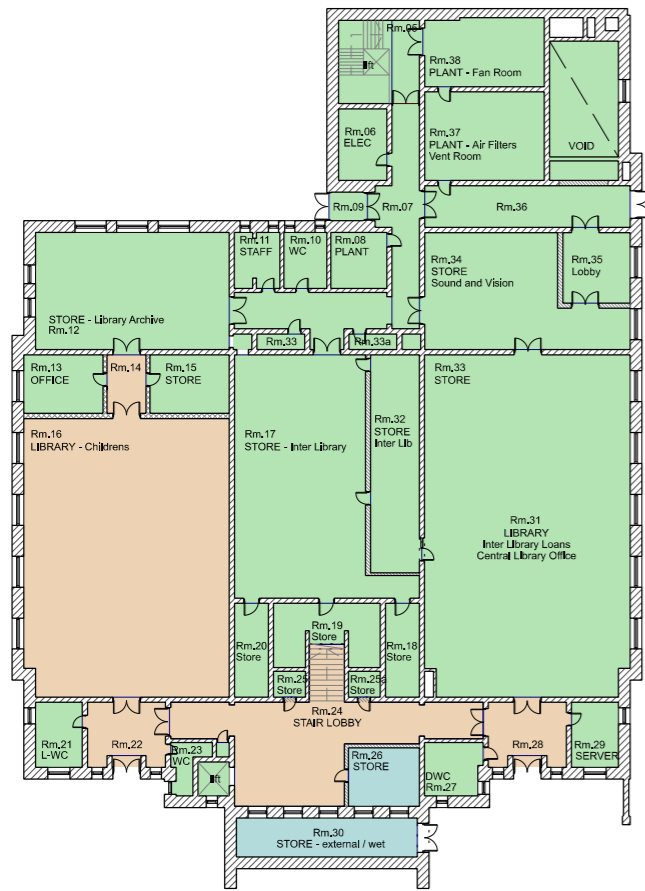 Rm.05
Rm.38
PLANT - Fan Room
lift
Rm.06
ELEC
Rm.37
PLANT - Air Filters
Vent Room
VOID
Rm.09
Rm.07
Rm.36
Rm.11
STAFF
Rm.10
WC
Rm.08
PLANT
Rm.34
STORE
Sound and Vision
Rm.35
Lobby
STORE - Library Archive
Rm.12
Rm.33
Rm.33a
Rm.13
OFFICE
Rm.14
Rm.15
STORE
Rm.33
STORE
Rm.16
LIBRARY - Childrens
Rm.17
STORE - Inter Library
Rm.32
STORE
Inter Lib
Rm.31
LIBRARY
Inter Library Loans
Central Library Office
Rm.19
Store
Rm.20
Store
Rm.18
Store
Rm.25
Store
Rm.25a
Store
Rm.24
STAIR LOBBY
Rm.21
L-WC
Rm.22
Rm.23
WC
Rm.26
STORE
Rm.28
Rm.29
SERVER
lift
DWC
Rm.27
Rm.30
STORE - external / wet